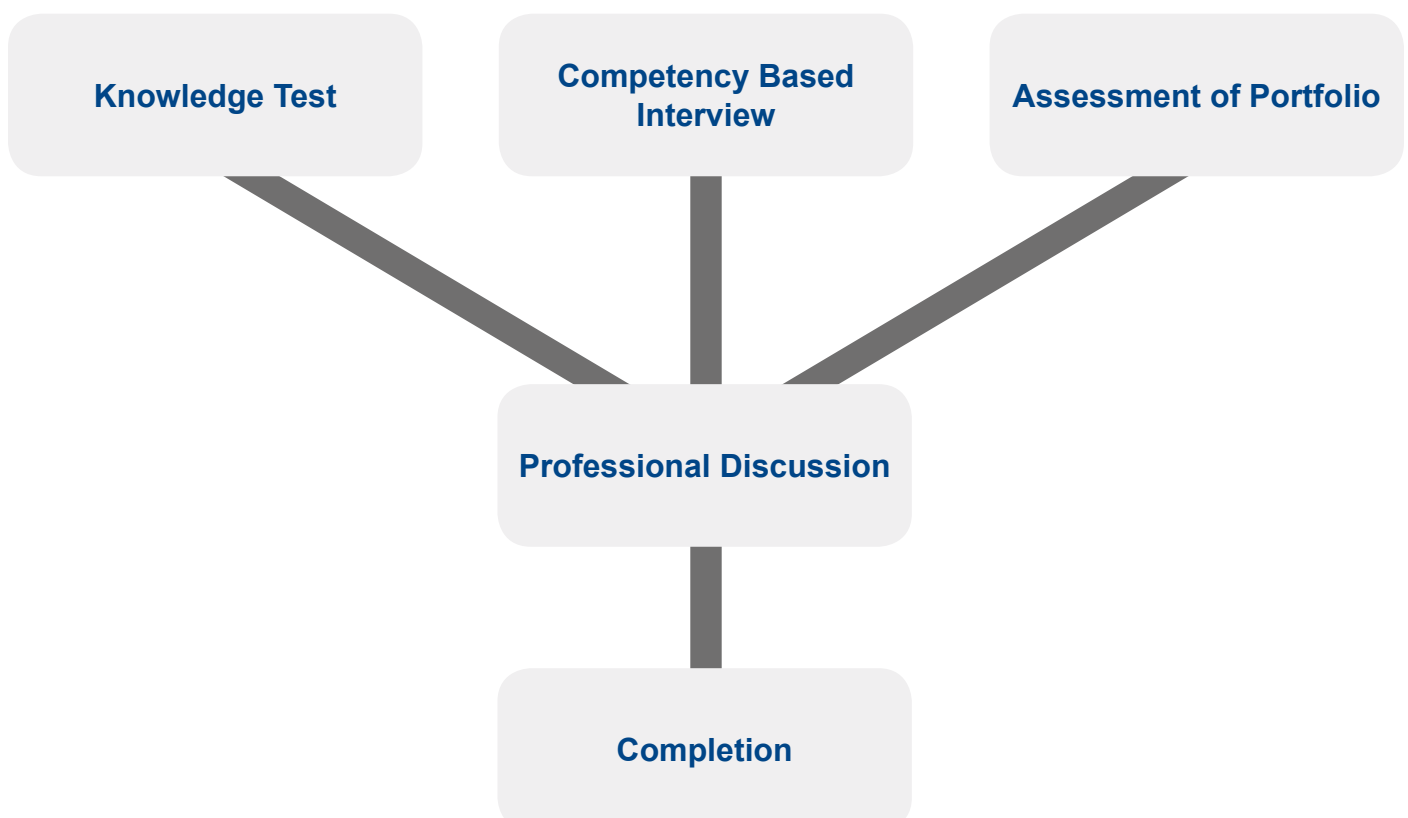 Knowledge Test
Competency Based
Interview
Assessment of Portfolio
Professional Discussion
Completion